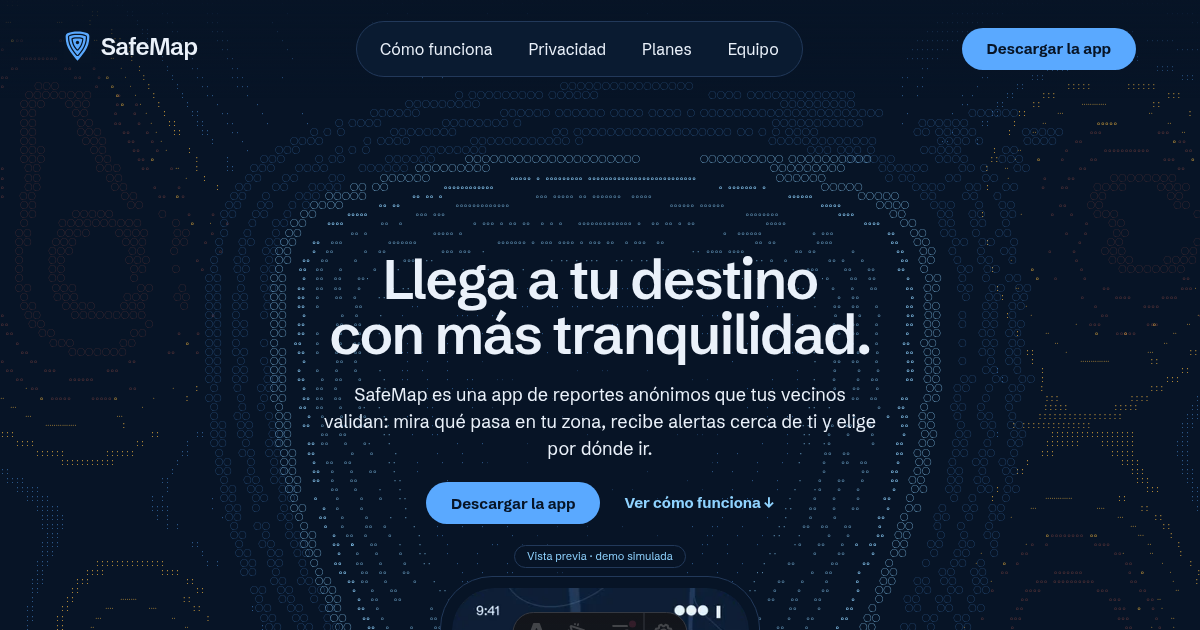 SafeMap
Cómo funciona
Privacidad
Planes
Equipo
Descargar la app
Llega a tu destino
con más tranquilidad.
SafeMap es una app de reportes anónimos que tus vecinos
validan: mira qué pasa en tu zona, recibe alertas cerca de ti y elige
por dónde ir.
Descargar la app
Ver cómo funciona ↓
Vista previa · demo simulada
9:41